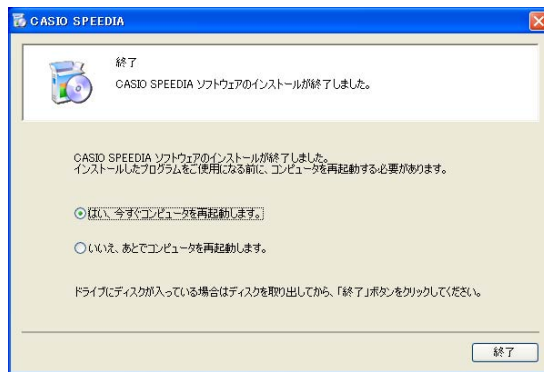 CASIO SPEEDIA
終了
CASIO SPEEDIA ソフトウェアのインストールが終了しました。
CASIO SPEEDIA ソフトウェアのインストールが終了しました。
インストールしたプログラムをご使用になる前に、コンピュータを再起動する必要があります。
はい、今すぐコンピュータを再起動します。
いいえ、あとでコンピュータを再起動します。
ドライブにディスクが入っている場合はディスクを取り出してから、「終了」ボタンをクリックしてください。
終了